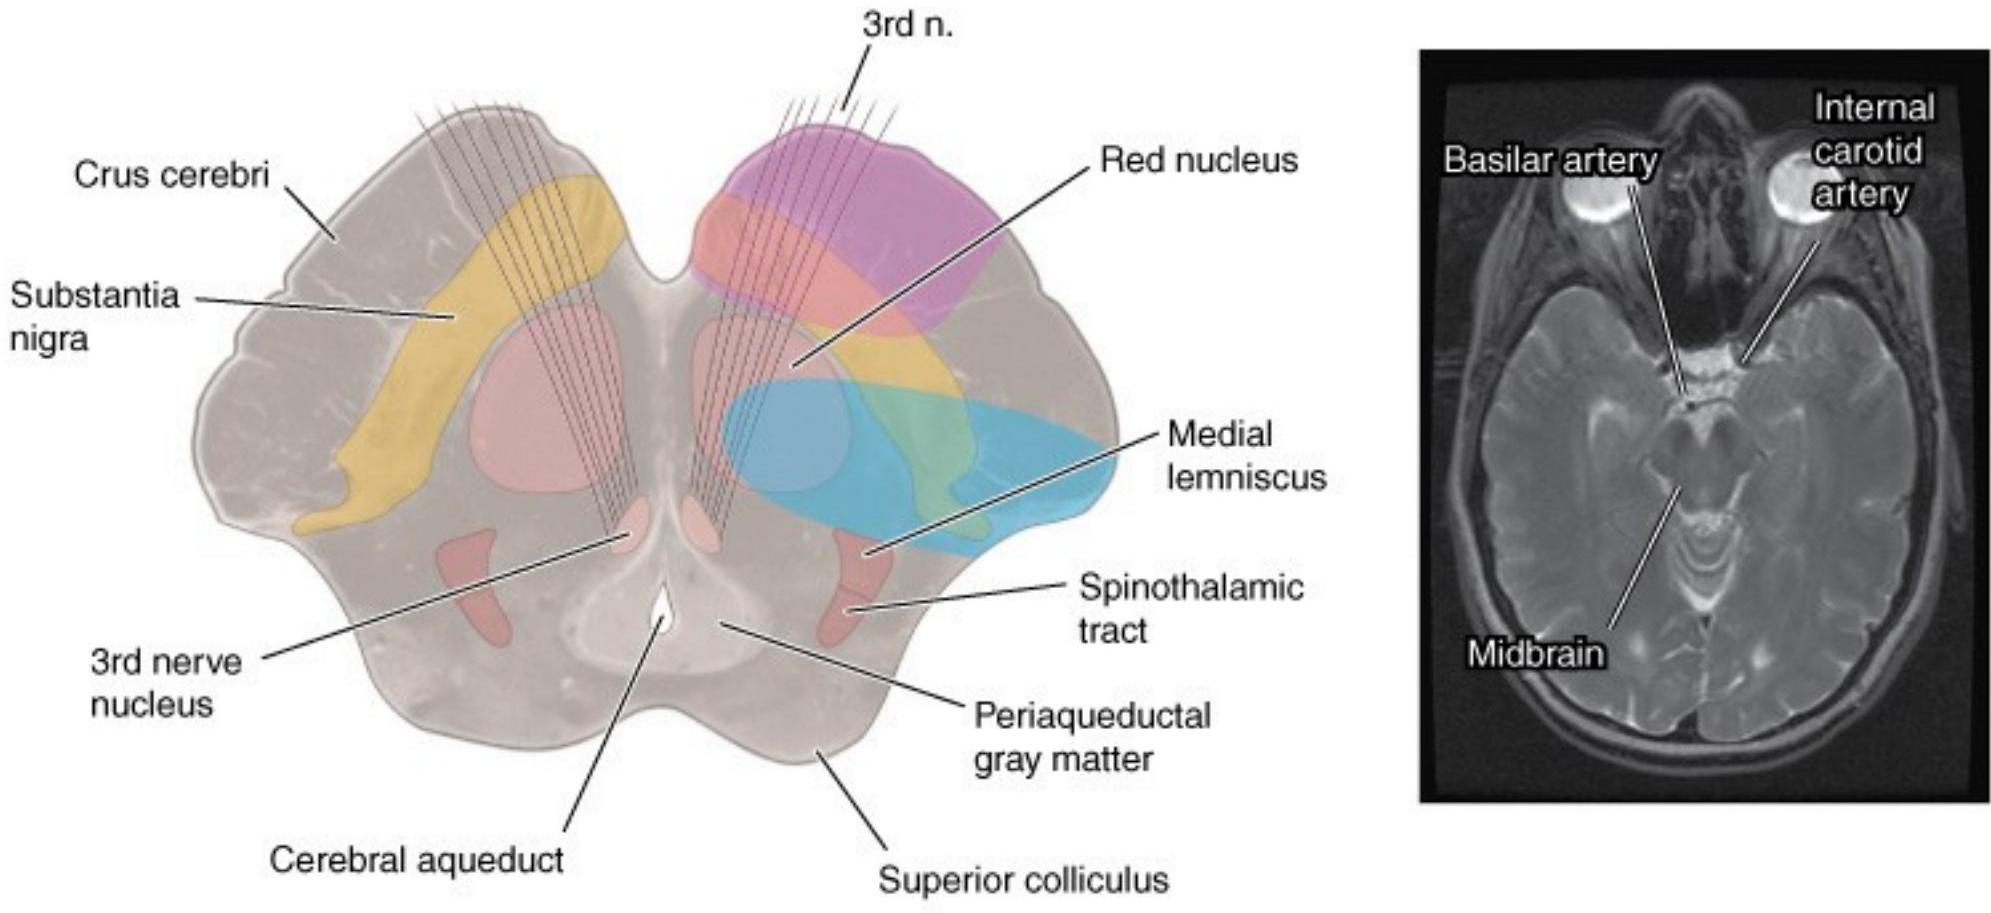 3rd n.
Crus cerebri
Red nucleus
Substantia
nigra
Medial
lemniscus
Spinothalamic
tract
3rd nerve
nucleus
Periaqueductal
gray matter
Cerebral aqueduct
Superior colliculus
Internal
carotid
artery
Basilar artery
Midbrain